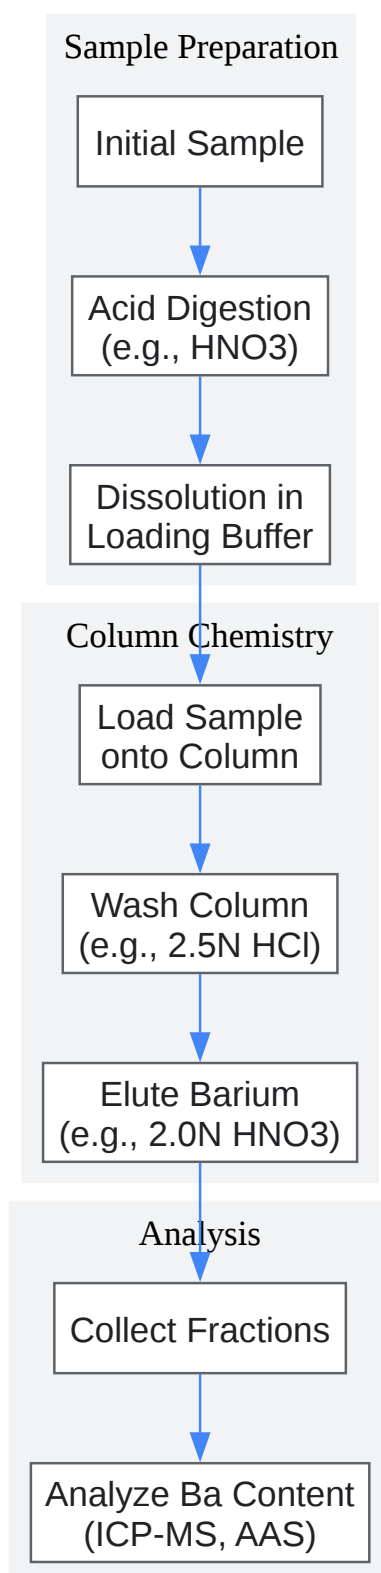 Sample Preparation
Initial Sample
Acid Digestion
(e.g., HNO3)
Dissolution in
Loading Buffer
Column Chemistry
Load Sample
onto Column
Wash Column
(e.g., 2.5N HCl)
Elute Barium
(e.g., 2.0N HNO3)
Analysis
Collect Fractions
Analyze Ba Content
(ICP-MS, AAS)